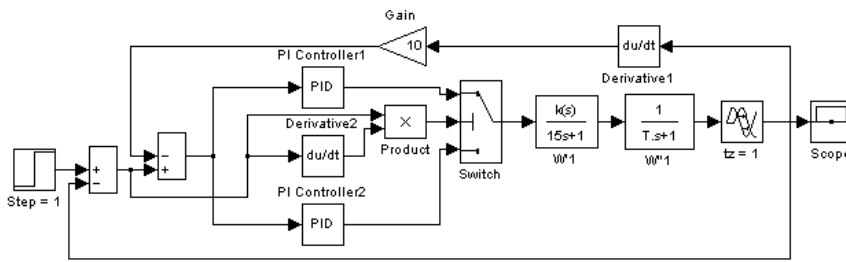 Gain
10
du/dt
Derivative1
PI Controller1
PID
Derivative2
du/dt
×
Product
PI Controller2
PID
Switch
k(s)
15s+1
W'1
1
T.s+1
W''1
tz = 1
Scope
Step = 1
+
−
−
+